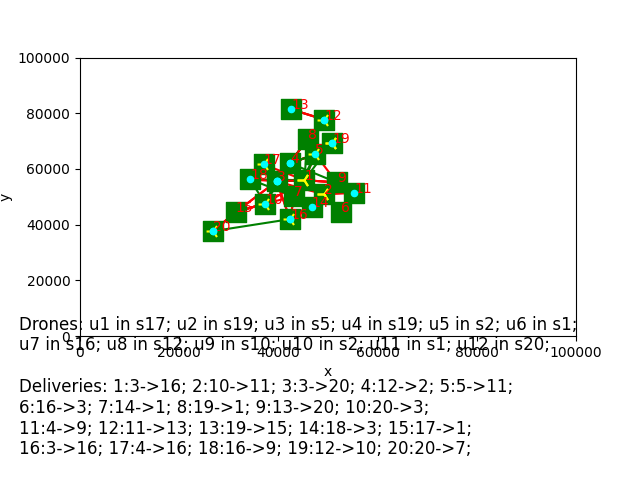 100000
80000
60000
40000
20000
0
0 20000 40000 60000 80000 100000
x
y
Drones: u1 in s17; u2 in s19; u3 in s5; u4 in s19; u5 in s2; u6 in s1;
u7 in s16; u8 in s12; u9 in s10; u10 in s2; u11 in s1; u12 in s20;
Deliveries: 1:3->16; 2:10->11; 3:3->20; 4:12->2; 5:5->11;
6:16->3; 7:14->1; 8:19->1; 9:13->20; 10:20->3;
11:4->9; 12:11->13; 13:19->15; 14:18->3; 15:17->1;
16:3->16; 17:4->16; 18:16->9; 19:12->10; 20:20->7;